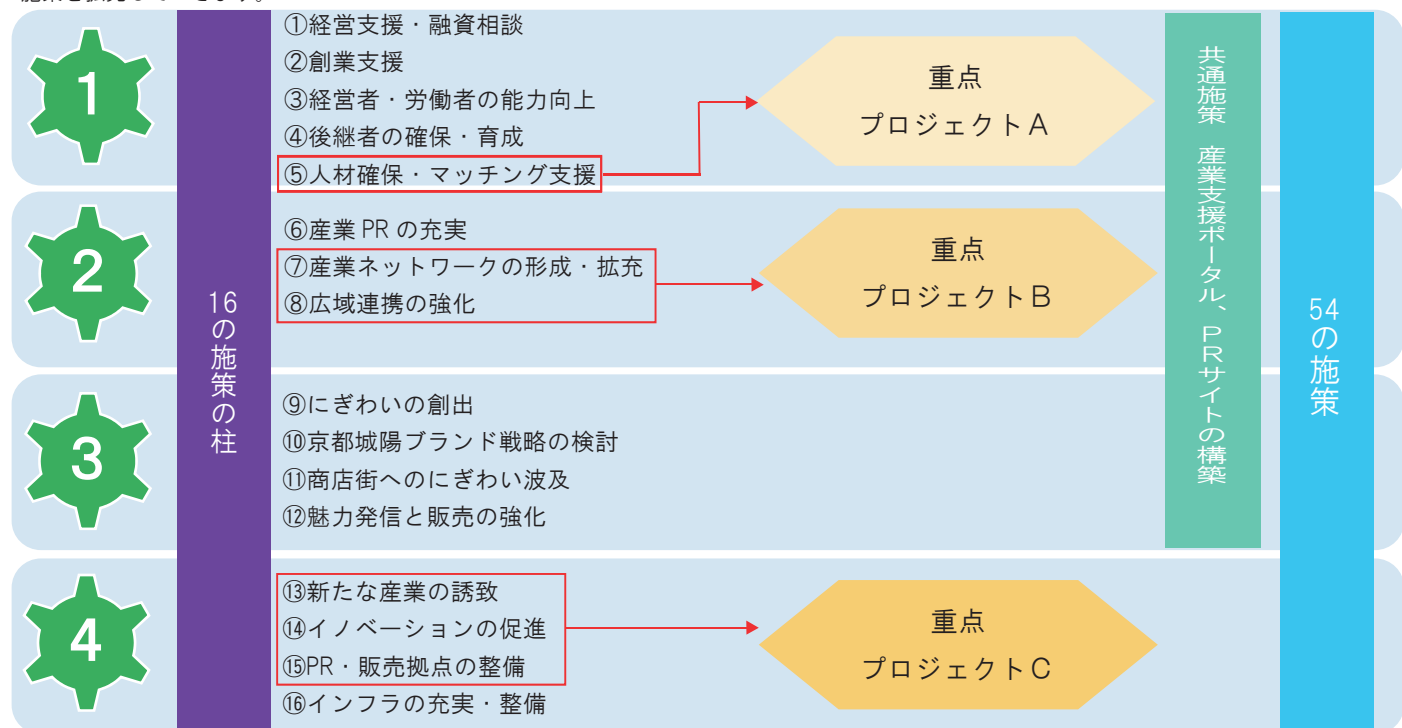 1
2
3
4
16の施策の柱
①経営支援・融資相談
②創業支援
③経営者・労働者の能力向上
④後継者の確保・育成
⑤人材確保・マッチング支援
重点
プロジェクトA
⑥産業PRの充実
⑦産業ネットワークの形成・拡充
⑧広域連携の強化
重点
プロジェクトB
⑨にぎわいの創出
⑩京都城陽ブランド戦略の検討
⑪商店街へのにぎわい波及
⑫魅力発信と販売の強化
⑬新たな産業の誘致
⑭イノベーションの促進
⑮PR・販売拠点の整備
⑯インフラの充実・整備
重点
プロジェクトC
共通施策 産業支援ポータル、PRサイトの構築
54の施策